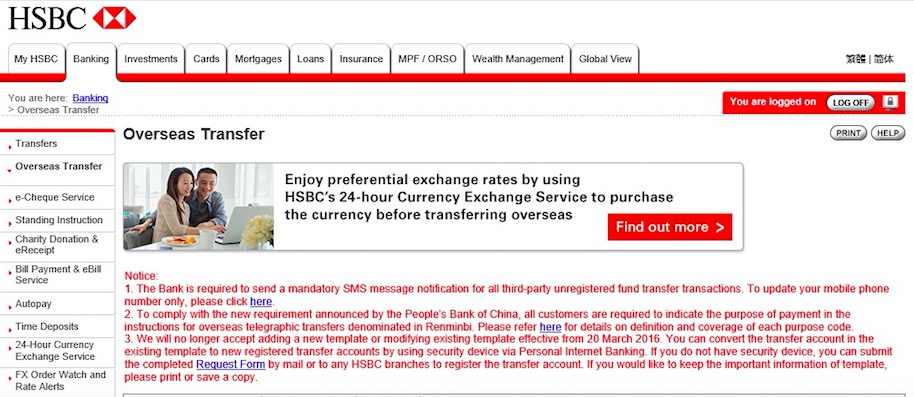 HSBC
My HSBC
Banking
Investments
Cards
Mortgages
Loans
Insurance
MPF / ORSO
Wealth Management
Global View
繁體 | 简体
You are here: Banking
> Overseas Transfer
You are logged on
LOG OFF
Transfers
Overseas Transfer
e-Cheque Service
Standing Instruction
Charity Donation &
eReceipt
Bill Payment & eBill
Service
Autopay
Time Deposits
24-Hour Currency
Exchange Service
FX Order Watch and
Rate Alerts
Overseas Transfer
PRINT
HELP
Enjoy preferential exchange rates by using
HSBC's 24-hour Currency Exchange Service to purchase
the currency before transferring overseas
Find out more >
Notice:
1. The Bank is required to send a mandatory SMS message notification for all third-party unregistered fund transfer transactions. To update your mobile phone
number only, please click here.
2. To comply with the new requirement announced by the People's Bank of China, all customers are required to indicate the purpose of payment in the
instructions for overseas telegraphic transfers denominated in Renminbi. Please refer here for details on definition and coverage of each purpose code.
3. We will no longer accept adding a new template or modifying existing template effective from 20 March 2016. You can convert the transfer account in the
existing template to new registered transfer accounts by using security device via Personal Internet Banking. If you do not have security device, you can submit
the completed Request Form by mail or to any HSBC branches to register the transfer account. If you would like to keep the important information of template,
please print or save a copy.